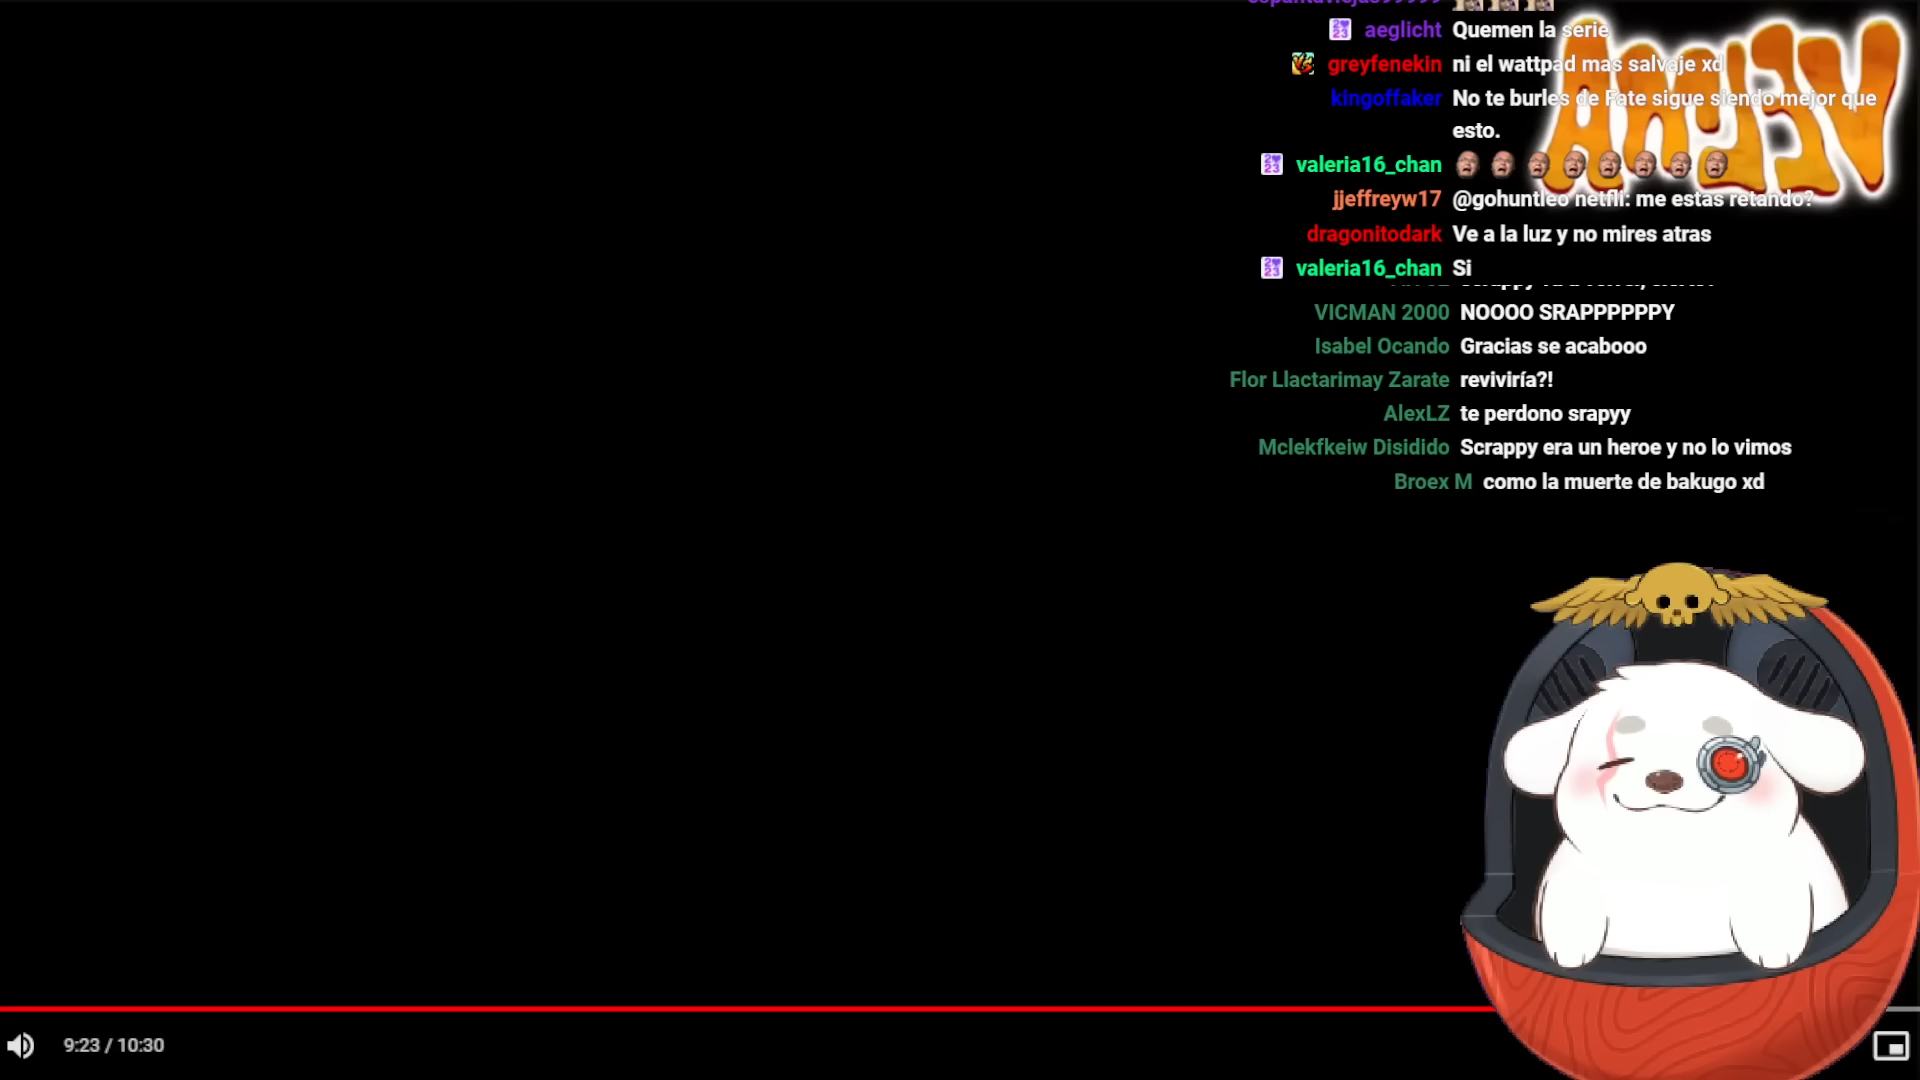 aeglicht Quemen la serie
greyfenekin ni el wattpad mas salvaje xd
kingoffaker No te burles de Fate sigue siendo mejor que
esto.
valeria16_chan
jjeffreyw17 @gohuntleo netfli: me estas retando?
dragonitodark Ve a la luz y no mires atras
valeria16_chan Si
VICMAN 2000 NOOOO SRAPPPPPPY
Isabel Ocando Gracias se acabooo
Flor Llactarimay Zarate reviviría?!
AlexLZ te perdono srapyy
Mclekfkeiw Disidido Scrappy era un heroe y no lo vimos
Broex M como la muerte de bakugo xd
9:23 / 10:30